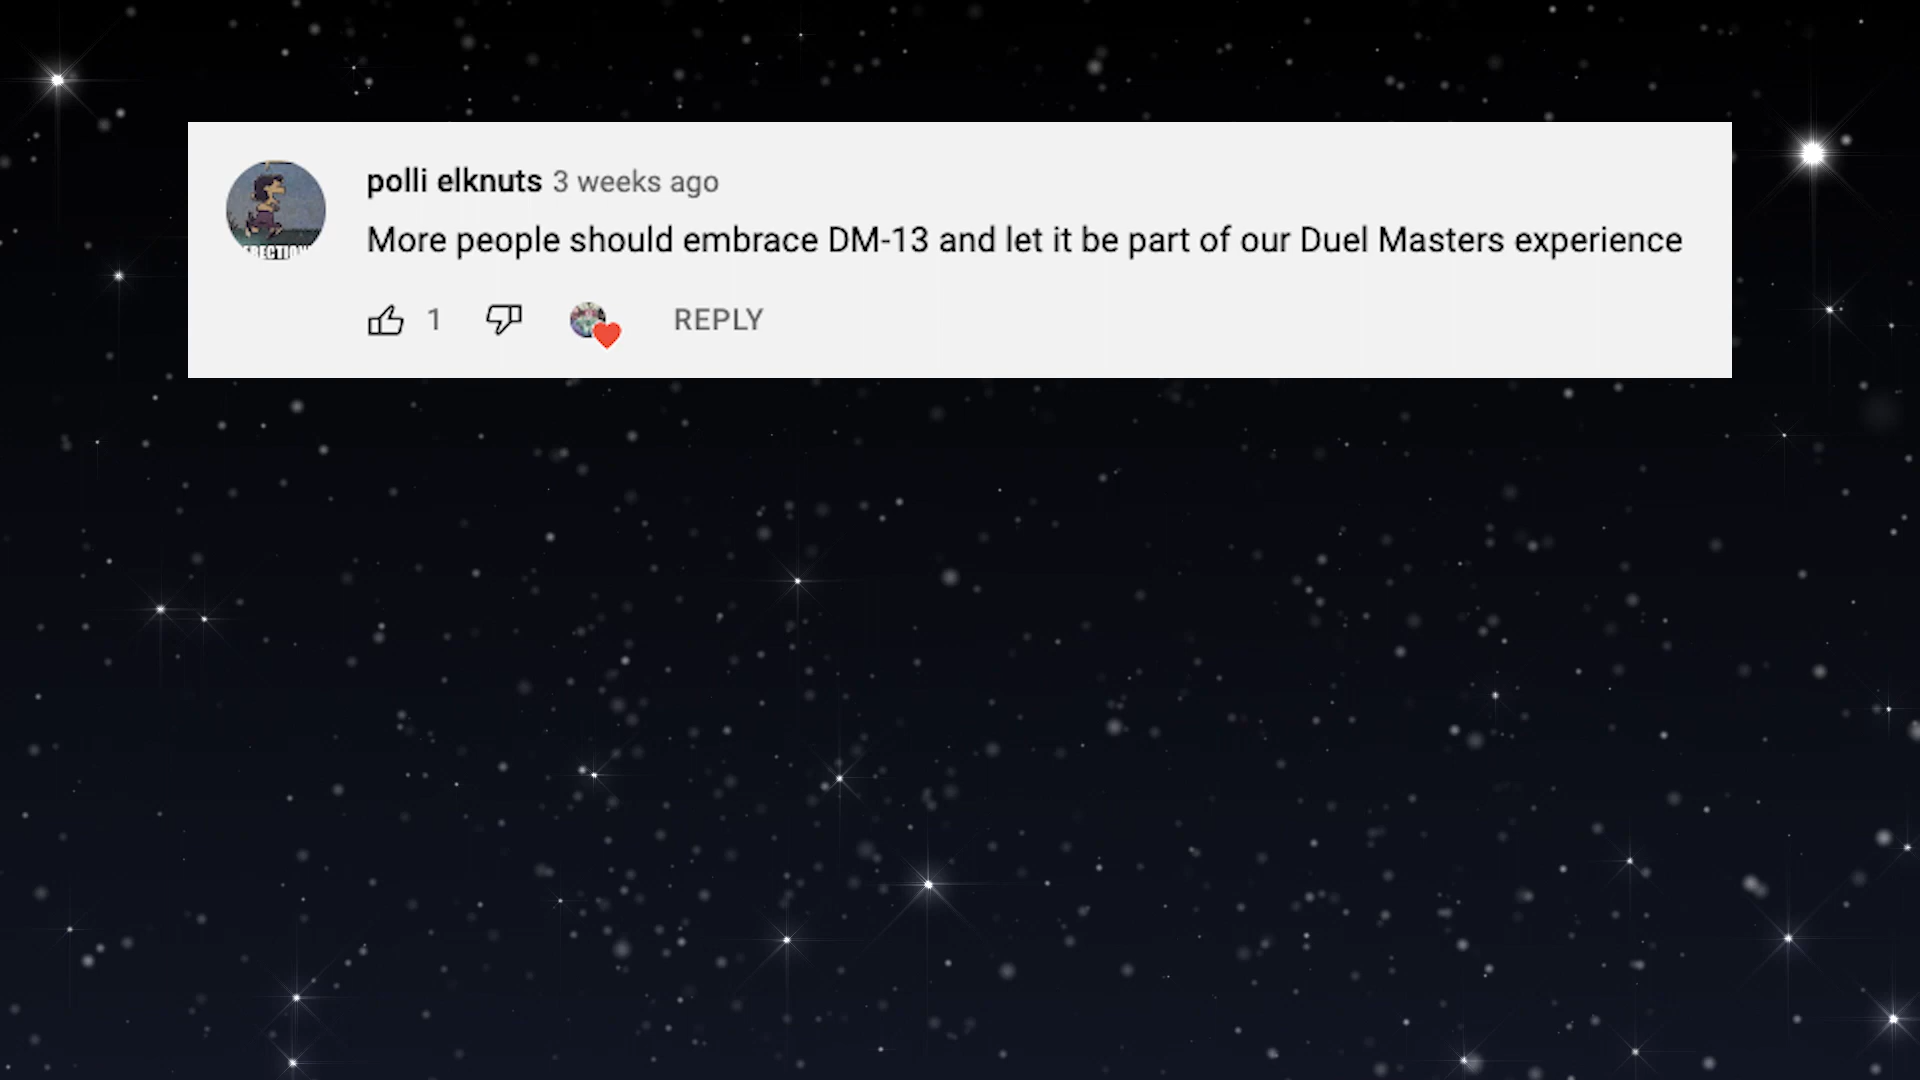 polli elknuts 3 weeks ago
More people should embrace DM-13 and let it be part of our Duel Masters experience
1 REPLY